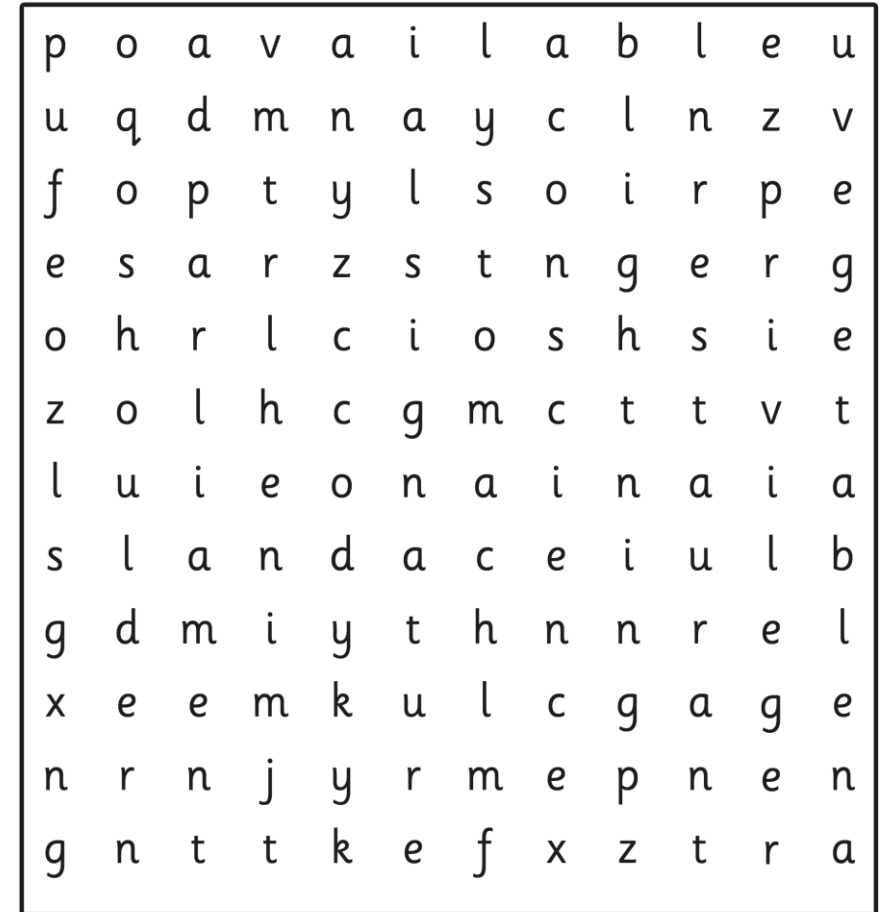 p o a v a i l a b l e u
u q d m n a y c l n z v
f o p t y l s o i r p e
e s a r z s t n g e r g
o h r l c i o s h s i e
z o l h c g m c t t v t
l u i e o n a i n a i a
s l a n d a c e i u l b
g d m i y t h n n r e l
x e e m k u l c g a g e
n r n j y r m e p n e n
g n t t k e f x z t r a